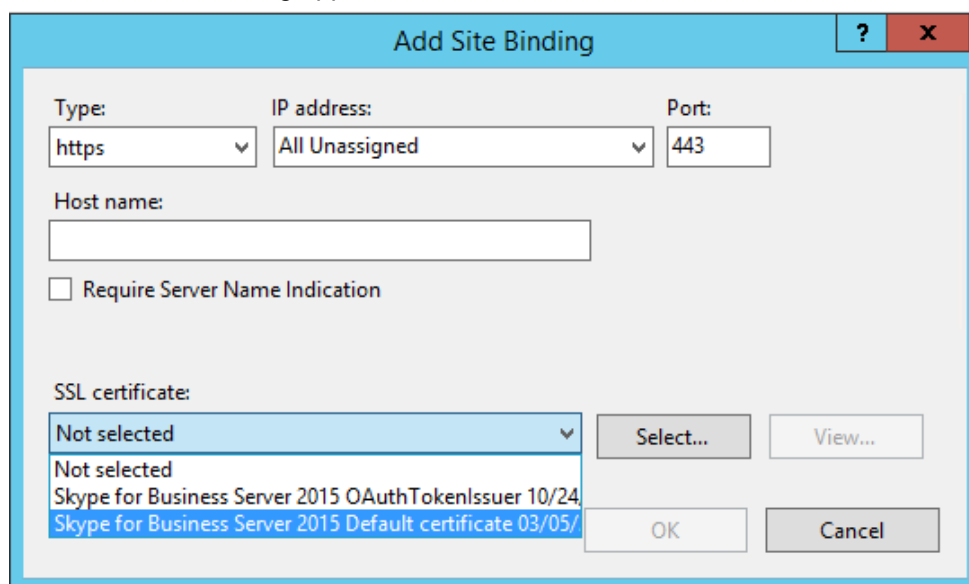 Add Site Binding
? x
Type: IP address: Port:
https All Unassigned 443
Host name:
Require Server Name Indication
SSL certificate:
Not selected Select... View...
Not selected
Skype for Business Server 2015 OAuthTokenIssuer 10/24,
Skype for Business Server 2015 Default certificate 03/05/
OK Cancel